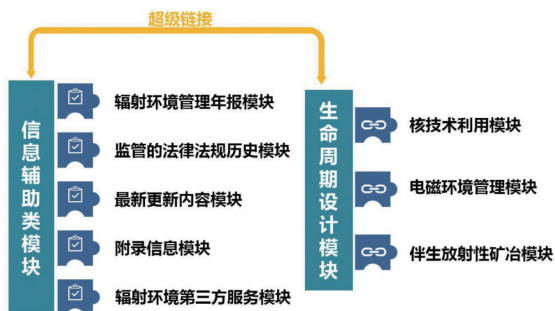 超级链接
信息辅助类模块
辐射环境管理年报模块
监管的法律法规历史模块
最新更新内容模块
附录信息模块
辐射环境第三方服务模块
生命周期设计模块
核技术利用模块
电磁环境管理模块
伴生放射性矿冶模块